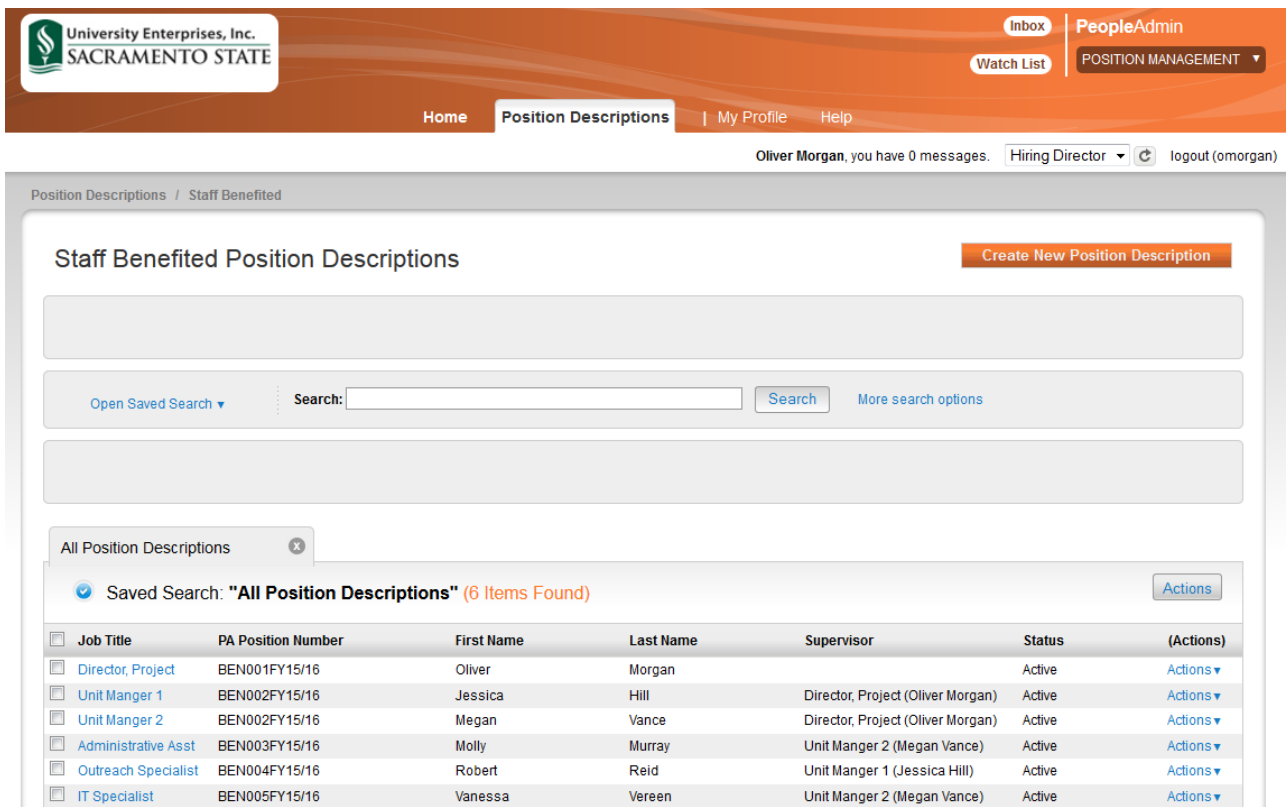 University Enterprises, Inc.
SACRAMENTO STATE
Inbox
PeopleAdmin
Watch List
POSITION MANAGEMENT
Home Position Descriptions | My Profile Help
Oliver Morgan, you have 0 messages. Hiring Director logout (omorgan)
Position Descriptions / Staff Benefited
Staff Benefited Position Descriptions
Create New Position Description
Open Saved Search Search: Search More search options
All Position Descriptions
Saved Search: "All Position Descriptions" (6 Items Found)
Actions
Job Title PA Position Number First Name Last Name Supervisor Status (Actions)
Director, Project BEN001FY15/16 Oliver Morgan Active Actions
Unit Manger 1 BEN002FY15/16 Jessica Hill Director, Project (Oliver Morgan) Active Actions
Unit Manger 2 BEN002FY15/16 Megan Vance Director, Project (Oliver Morgan) Active Actions
Administrative Asst BEN003FY15/16 Molly Murray Unit Manger 2 (Megan Vance) Active Actions
Outreach Specialist BEN004FY15/16 Robert Reid Unit Manger 1 (Jessica Hill) Active Actions
IT Specialist BEN005FY15/16 Vanessa Vereen Unit Manger 2 (Megan Vance) Active Actions